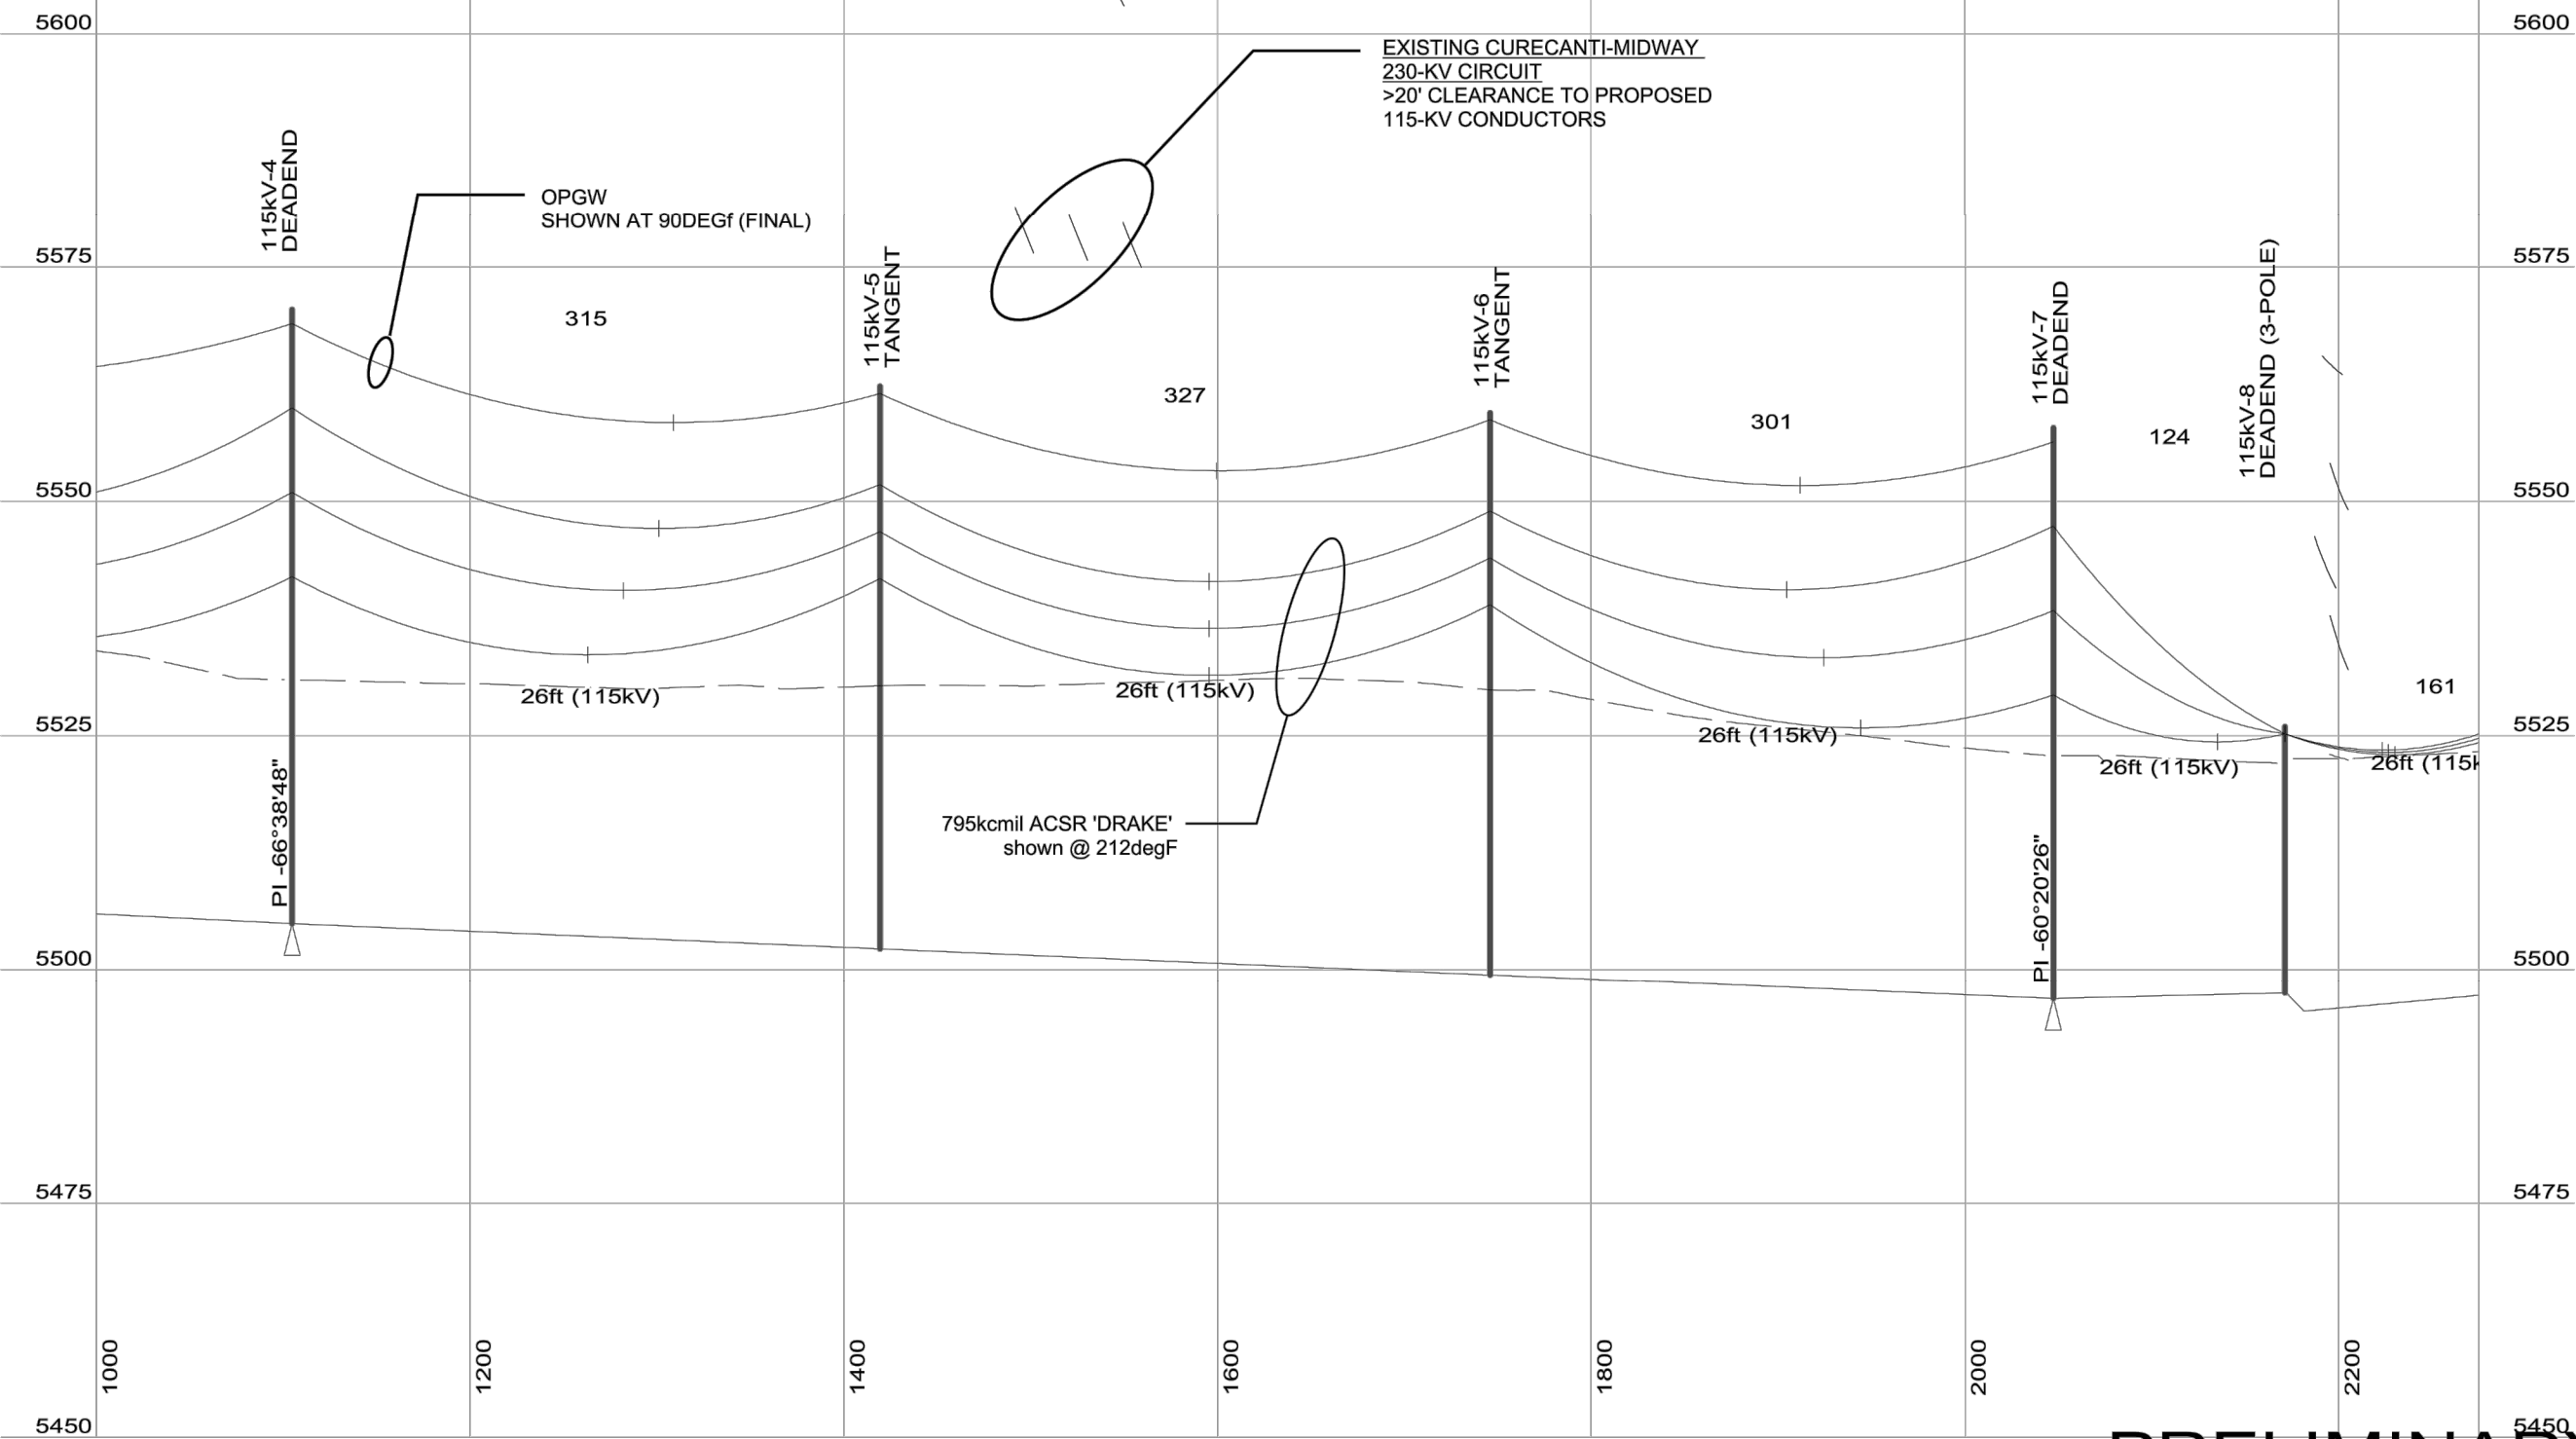 5600
5600
EXISTING CURECANTI-MIDWAY
230-KV CIRCUIT
>20' CLEARANCE TO PROPOSED
115-KV CONDUCTORS
115kV-4
DEADEND
OPGW
SHOWN AT 90DEGf (FINAL)
5575
5575
115kV-5
TANGENT
115kV-6
TANGENT
115kV-7
DEADEND
115kV-8
DEADEND (3-POLE)
315
327
301
124
5550
5550
161
26ft (115kV)
26ft (115kV)
5525
5525
26ft (115kV)
26ft (115kV)
26ft (115k
PI -66°38'48"
795kcmil ACSR 'DRAKE'
shown @ 212degF
PI -60°20'26"
5500
5500
5475
5475
1000
1200
1400
1600
1800
2000
2200
5450
5450